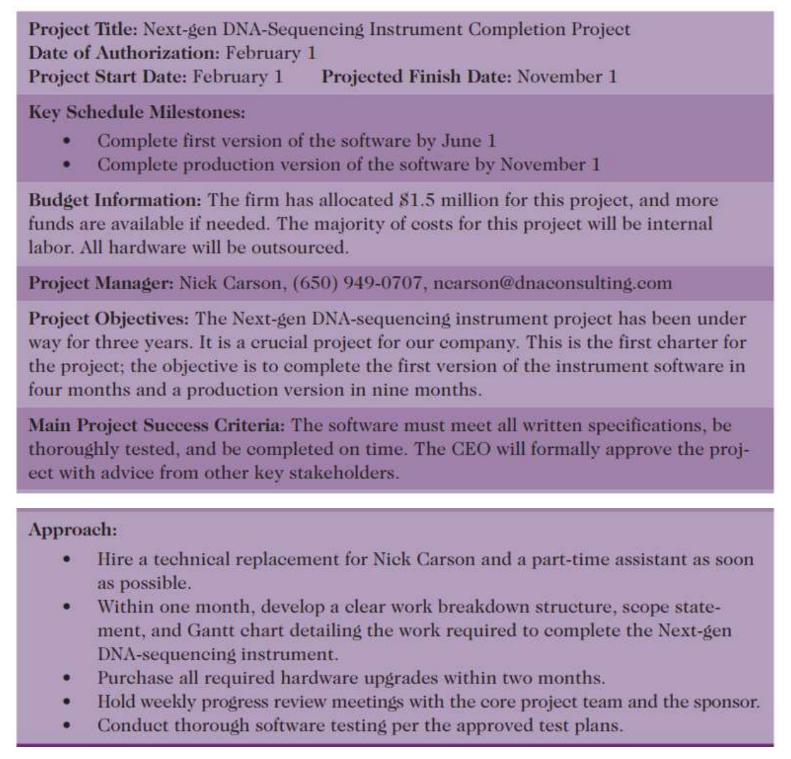 Project Title: Next-gen DNA-Sequencing Instrument Completion Project
Date of Authorization: February 1
Project Start Date: February 1 Projected Finish Date: November 1
Key Schedule Milestones:
• Complete first version of the software by June 1
• Complete production version of the software by November 1
Budget Information: The firm has allocated $1.5 million for this project, and more
funds are available if needed. The majority of costs for this project will be internal
labor. All hardware will be outsourced.
Project Manager: Nick Carson, (650) 949-0707, ncarson@dnaconsulting.com
Project Objectives: The Next-gen DNA-sequencing instrument project has been under
way for three years. It is a crucial project for our company. This is the first charter for
the project; the objective is to complete the first version of the instrument software in
four months and a production version in nine months.
Main Project Success Criteria: The software must meet all written specifications, be
thoroughly tested, and be completed on time. The CEO will formally approve the proj-
ect with advice from other key stakeholders.
Approach:
• Hire a technical replacement for Nick Carson and a part-time assistant as soon
as possible.
• Within one month, develop a clear work breakdown structure, scope state-
ment, and Gantt chart detailing the work required to complete the Next-gen
DNA-sequencing instrument.
• Purchase all required hardware upgrades within two months.
• Hold weekly progress review meetings with the core project team and the sponsor.
• Conduct thorough software testing per the approved test plans.